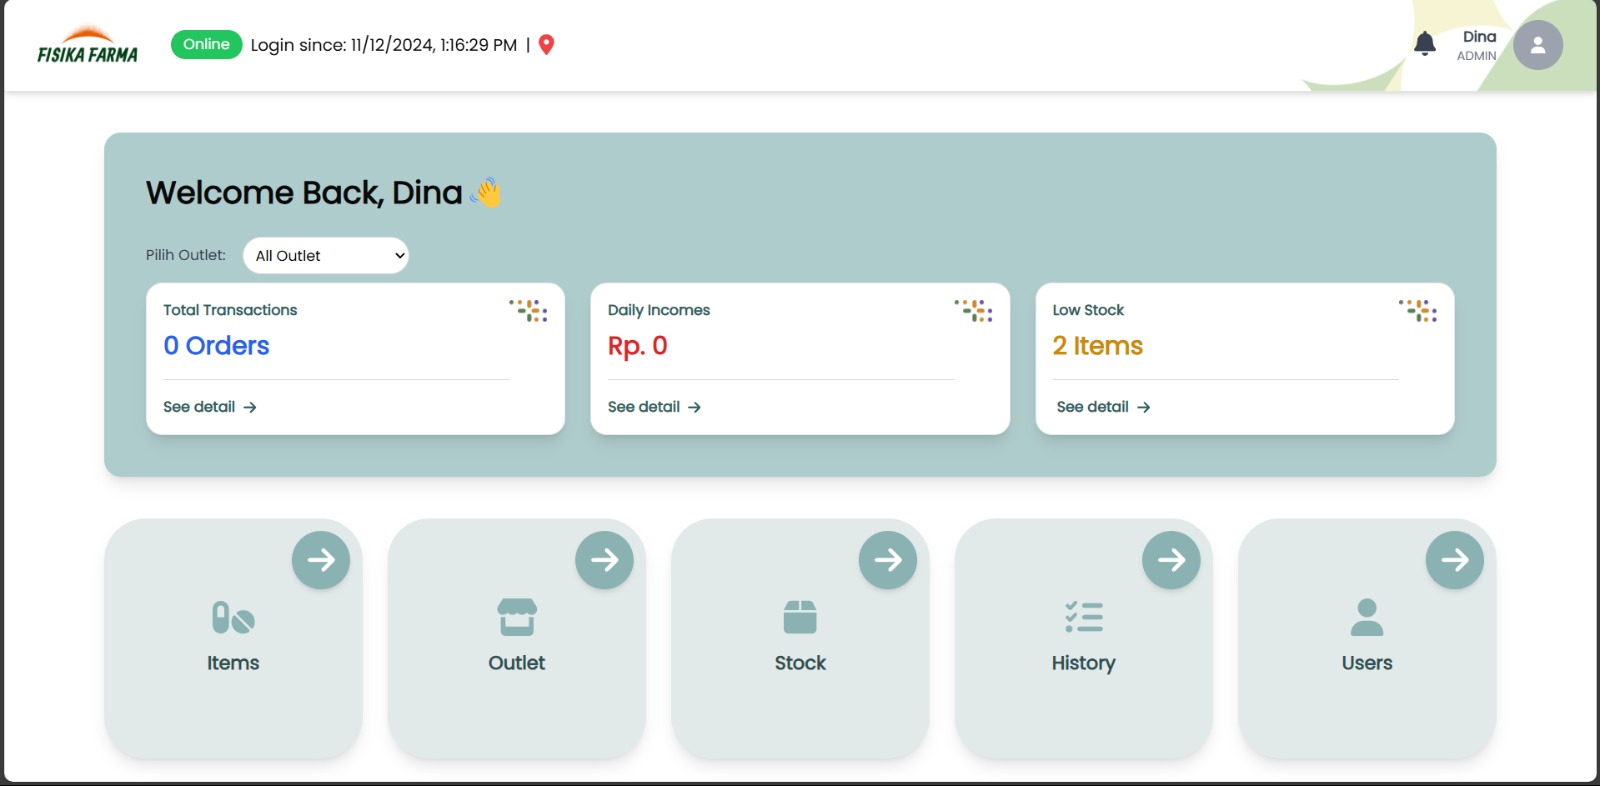 FISIKA FARMA
Online Login since: 11/12/2024, 1:16:29 PM |
Dina
ADMIN
Welcome Back, Dina 👋
Pilih Outlet: All Outlet
Total Transactions
0 Orders
See detail →
Daily Incomes
Rp. 0
See detail →
Low Stock
2 Items
See detail →
Items
Outlet
Stock
History
Users